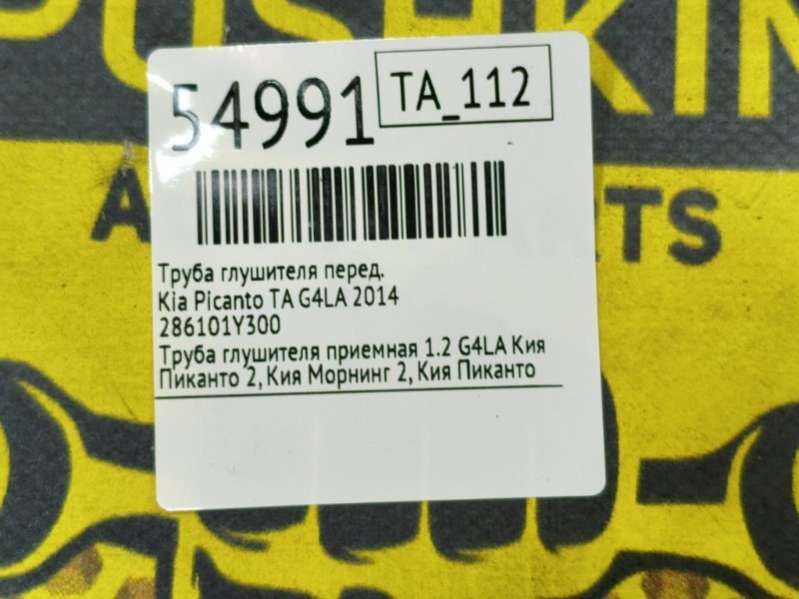 PUSHKIN
54991
TA_112
Труба глушителя перед.
Kia Picanto TA G4LA 2014
286101Y300
Труба глушителя приемная 1.2 G4LA Кия
Пиканто 2, Кия Морнинг 2, Кия Пиканто